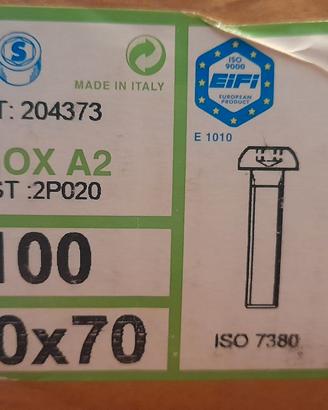 S
MADE IN ITALY
T: 204373
OX A2
ST :2P020
100
0x70
ISO
9000
EIFI
EUROPEAN
PRODUCT
E 1010
ISO 7380